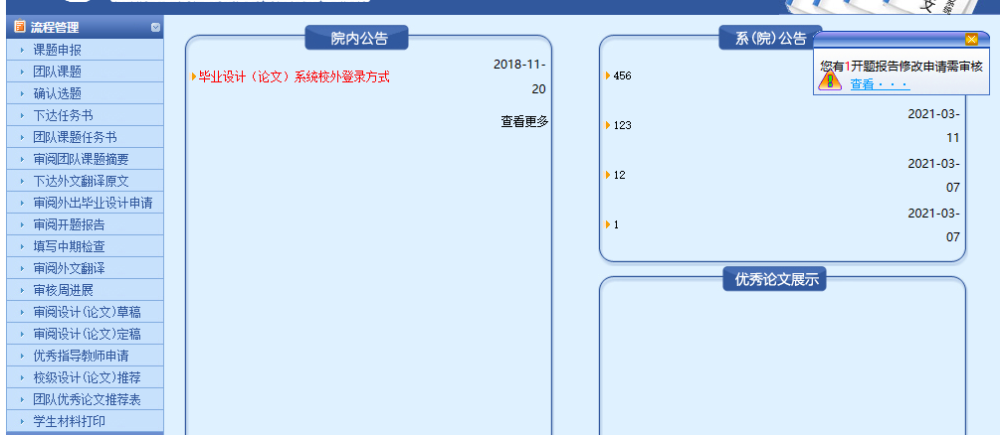 流程管理
课题申报
团队课题
确认选题
下达任务书
团队课题任务书
审阅团队课题摘要
下达外文翻译原文
审阅外出毕业设计申请
审阅开题报告
填写中期检查
审阅外文翻译
审核周进展
审阅设计(论文)草稿
审阅设计(论文)定稿
优秀指导教师申请
校级设计(论文)推荐
团队优秀论文推荐表
学生材料打印
院内公告
毕业设计（论文）系统校外登录方式
2018-11-
20
查看更多
系(院)公告
456
123
2021-03-
11
12
2021-03-
07
1
2021-03-
07
您有1开题报告修改申请需审核
查看···
优秀论文展示